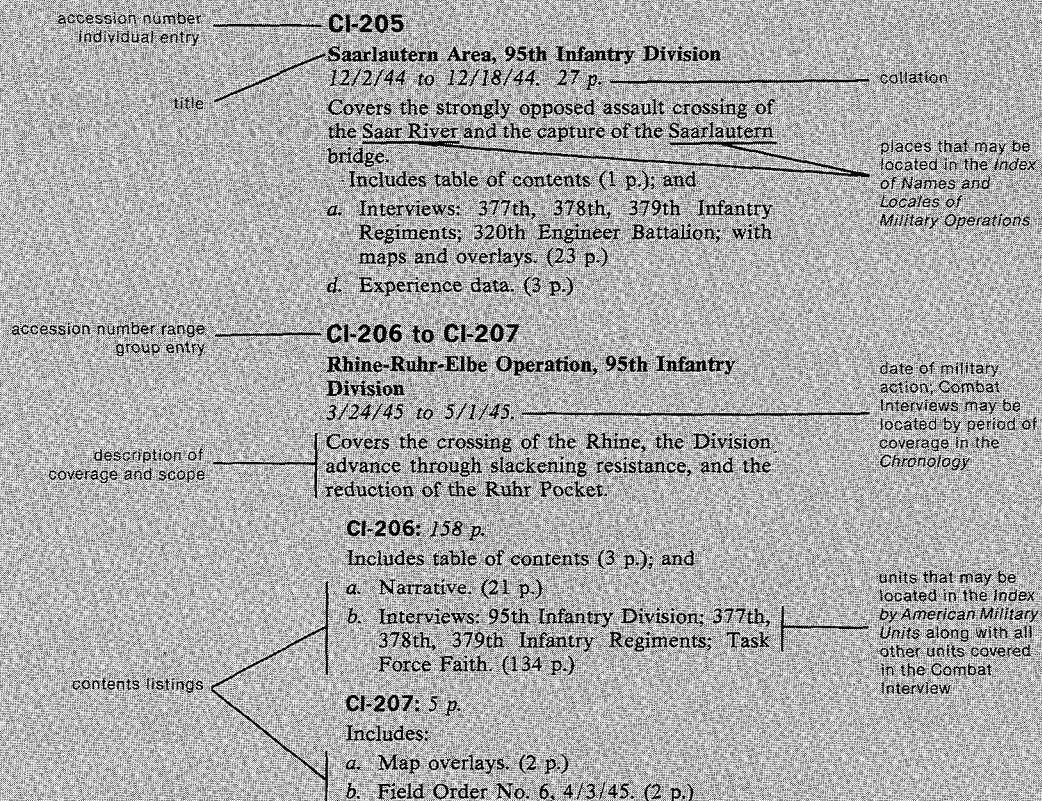 accession number
individual entry
CI-205
Saarlautern Area, 95th Infantry Division
12/2/44 to 12/18/44. 27 p.
collation
title
Covers the strongly opposed assault crossing of
the Saar River and the capture of the Saarlautern
bridge.
places that may be
located in the Index
of Names and
Locales of
Military Operations
Includes table of contents (1 p.); and
a. Interviews: 377th, 378th, 379th Infantry
Regiments; 320th Engineer Battalion; with
maps and overlays. (23 p.)
d. Experience data. (3 p.)
accession number range
group entry
CI-206 to CI-207
Rhine-Ruhr-Elbe Operation, 95th Infantry
Division
3/24/45 to 5/1/45.
date of military
action; Combat
Interviews may be
located by period of
coverage in the
Chronology
description of
coverage and scope
Covers the crossing of the Rhine, the Division
advance through slackening resistance, and the
reduction of the Ruhr Pocket.
CI-206: 158 p.
Includes table of contents (3 p.); and
a. Narrative. (21 p.)
b. Interviews: 95th Infantry Division; 377th,
378th, 379th Infantry Regiments; Task
Force Faith. (134 p.)
units that may be
located in the Index
by American Military
Units along with all
other units covered
in the Combat
Interview
contents listings
CI-207: 5 p.
Includes:
a. Map overlays. (2 p.)
b. Field Order No. 6, 4/3/45. (2 p.)